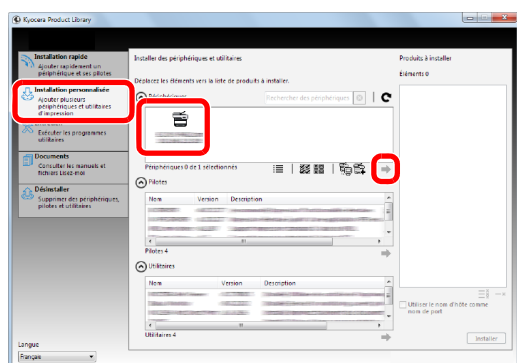 Kyocera Product Library
Installation rapide
Ajouter rapidement un
périphérique et ses pilotes
Installation personnalisée
Ajouter plusieurs
périphériques et utilitaires
d'impression
Exécuter les programmes
utilitaires
Documents
Consulter les manuels et
fichiers Lisez-moi
Désinstaller
Supprimer des périphériques,
pilotes et utilitaires
Langue
Français
Installer des périphériques et utilitaires
Déplacez les éléments vers la liste de produits à installer.
Périphériques
Rechercher des périphériques
Périphériques 0 de 1 sélectionnés
Pilotes
Nom Version Description
Pilotes 4
Utilitaires
Nom Version Description
Utilitaires 4
Produits à installer
Eléments 0
Utiliser le nom d'hôte comme
nom de port
Installer